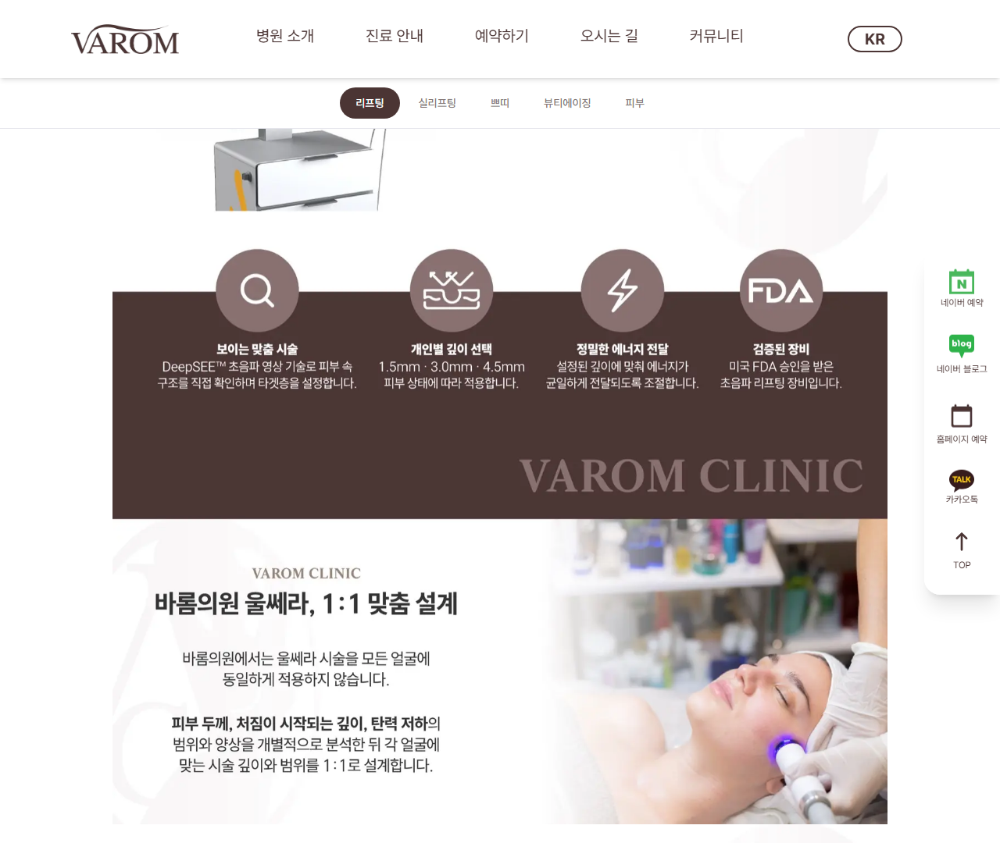 VAROM
병원 소개
진료 안내
예약하기
오시는 길
커뮤니티
KR
리프팅
실리프팅
쁘띠
뷰티에이징
피부
FDA
보이는 맞춤 시술
DeepSEE™ 초음파 영상 기술로 피부 속
구조를 직접 확인하며 타겟층을 설정합니다.
개인별 깊이 선택
1.5mm · 3.0mm · 4.5mm
피부 상태에 따라 적용합니다.
정밀한 에너지 전달
설정된 깊이에 맞춰 에너지가
균일하게 전달되도록 조절합니다.
검증된 장비
미국 FDA 승인을 받은
초음파 리프팅 장비입니다.
VAROM CLINIC
VAROM CLINIC
바롬의원 울쎄라, 1:1 맞춤 설계
바롬의원에서는 울쎄라 시술을 모든 얼굴에
동일하게 적용하지 않습니다.
피부 두께, 처짐이 시작되는 깊이, 탄력 저하의
범위와 양상을 개별적으로 분석한 뒤 각 얼굴에
맞는 시술 깊이와 범위를 1:1로 설계합니다.
N
네이버 예약
blog
네이버 블로그
홈페이지 예약
TALK
카카오톡
TOP